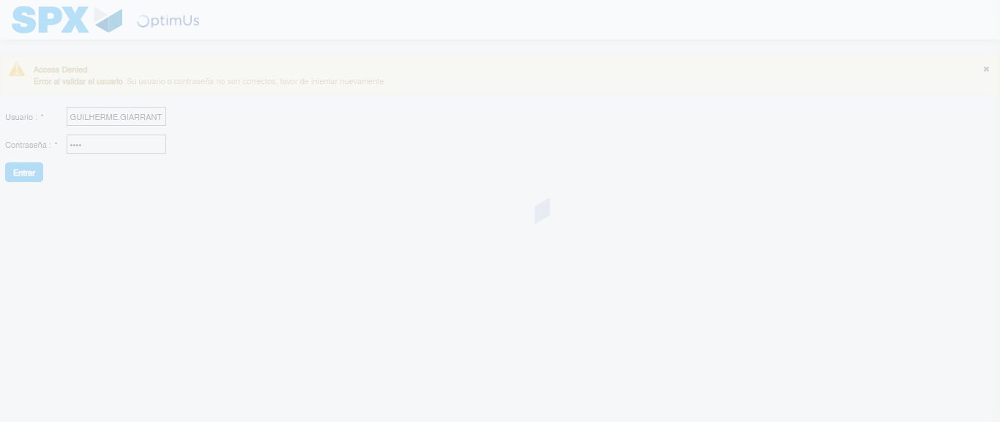 SPX OptimUs
Access Denied
Error al validar el usuario Su usuario o contraseña no son correctos, favor de intentar nuevamente
Usuario : * GUILHERME.GIARRANT
Contraseña : * ••••
Entrar